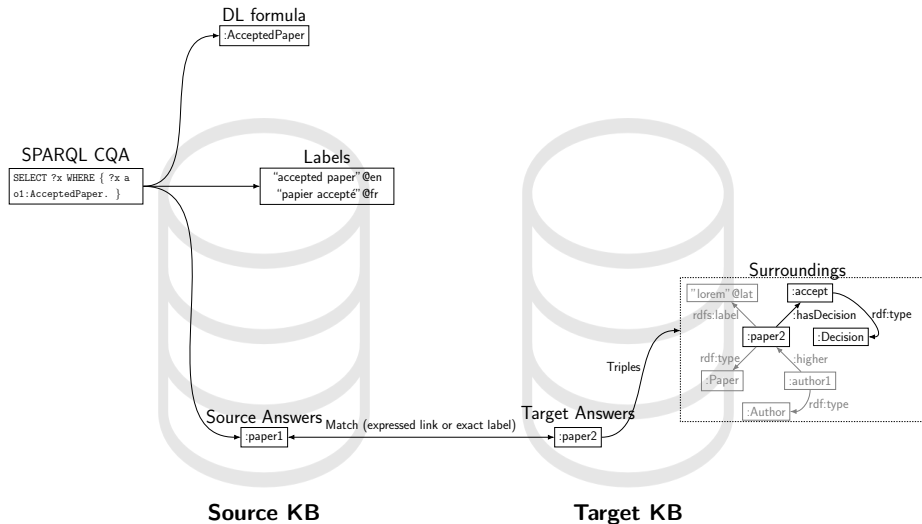 DL formula
:AcceptedPaper
SPARQL CQA
SELECT ?x WHERE { ?x a
o1:AcceptedPaper. }
Labels
"accepted paper"@en
"papier accepté"@fr
Surroundings
"lorem"@lat
:accept
rdfs:label
:hasDecision
rdf:type
:paper2
:Decision
rdf:type
:higher
Triples
:Paper
:author1
:Author
rdf:type
Source Answers
Target Answers
:paper1
Match (expressed link or exact label)
:paper2
Source KB
Target KB